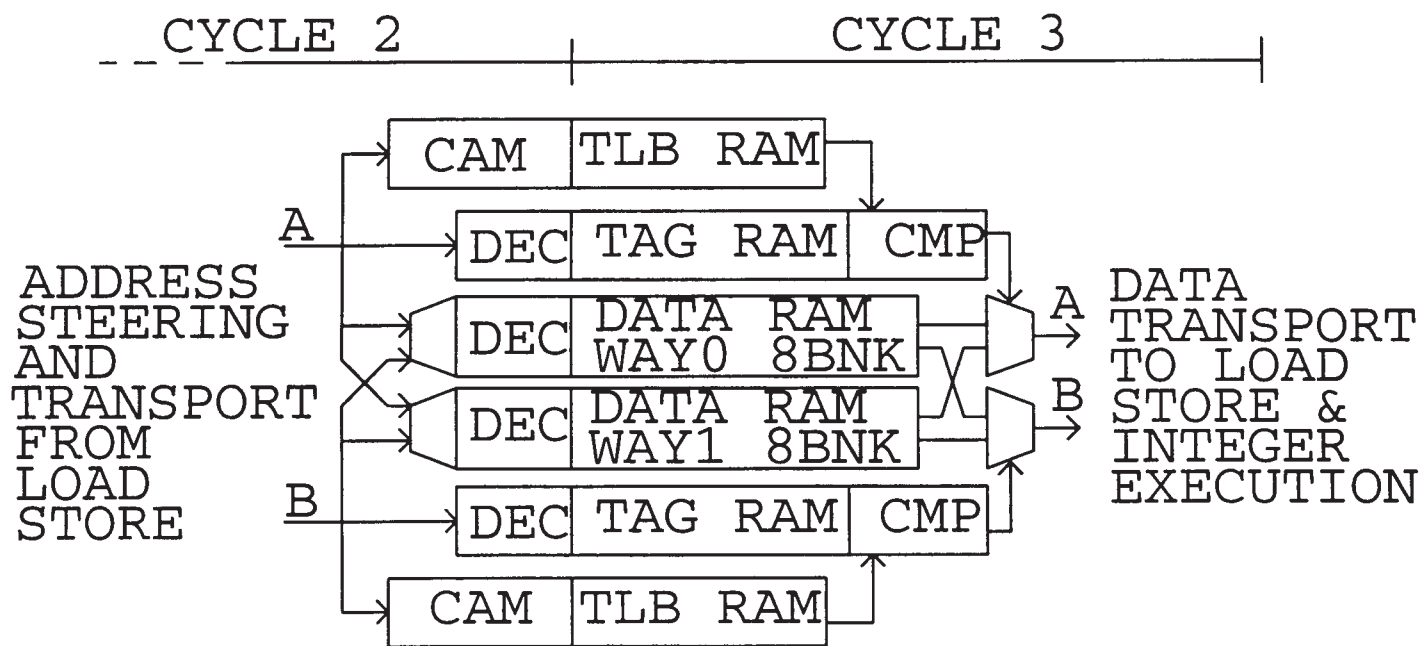 CYCLE 2
CYCLE 3
CAM
TLB RAM
A
DEC
TAG RAM
CMP
ADDRESS
STEERING
AND
TRANSPORT
FROM
LOAD
STORE
DEC
DATA RAM
WAY0 8BNK
DEC
DATA RAM
WAY1 8BNK
A
B
DATA
TRANSPORT
TO LOAD
STORE &
INTEGER
EXECUTION
B
DEC
TAG RAM
CMP
CAM
TLB RAM